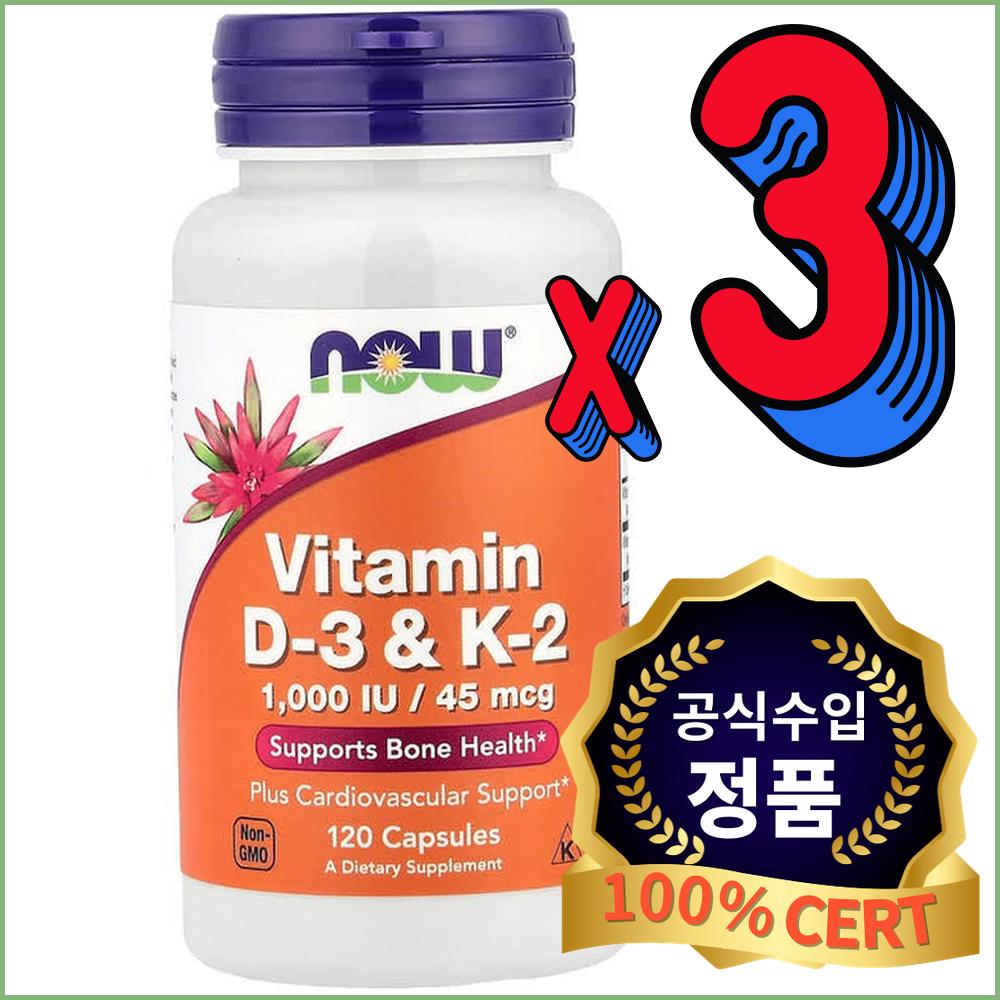 x 3
now®
Vitamin
D-3 & K-2
1,000 IU / 45 mcg
Supports Bone Health*
Plus Cardiovascular Support*
Non-
GMO
120 Capsules
A Dietary Supplement
K
공식수입
정품
100% CERT